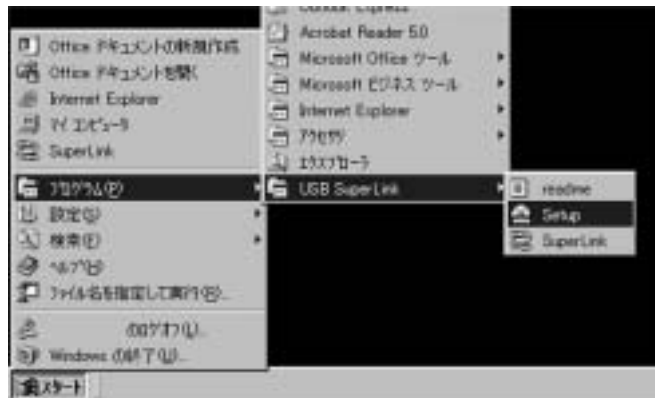 Outlook Express
Acrobat Reader 5.0
Microsoft Office ツール
Microsoft ビジネス ツール
Internet Explorer
アクセサリ
エクスプローラ
USB SuperLink
Office ドキュメントの新規作成
Office ドキュメントを開く
Internet Explorer
マイ コンピュータ
SuperLink
プログラム(P)
設定(S)
検索(F)
ヘルプ(H)
ファイル名を指定して実行(R)...
のログオフ(L)...
Windows の終了(U)...
readme
Setup
SuperLink
スタート